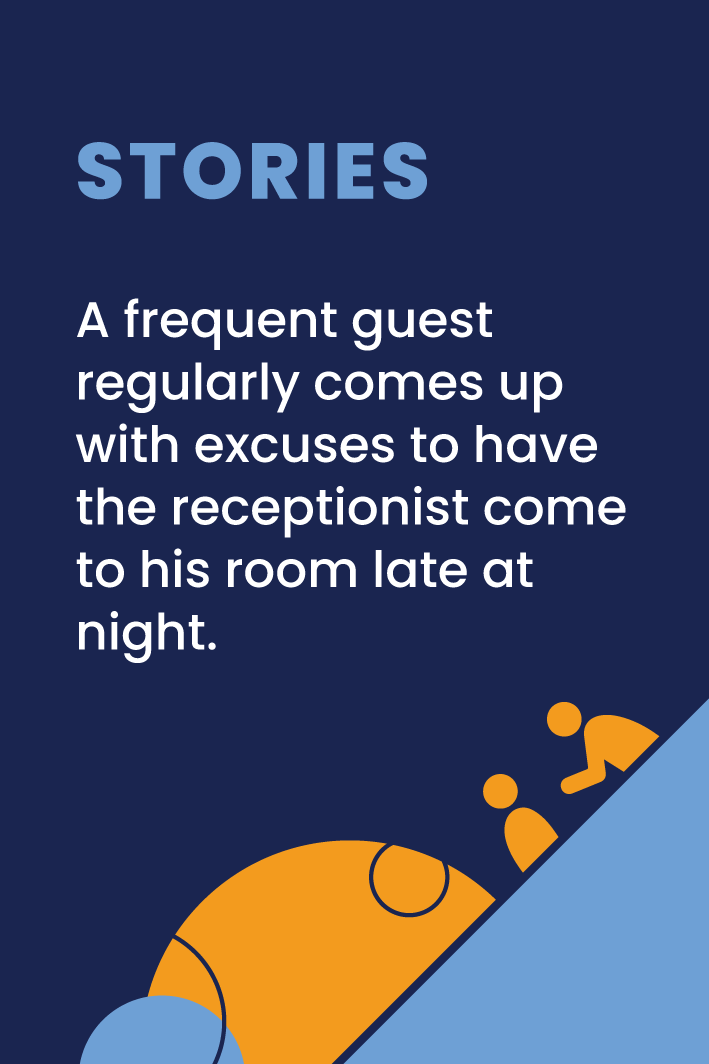 STORIES
A frequent guest
regularly comes up
with excuses to have
the receptionist come
to his room late at
night.